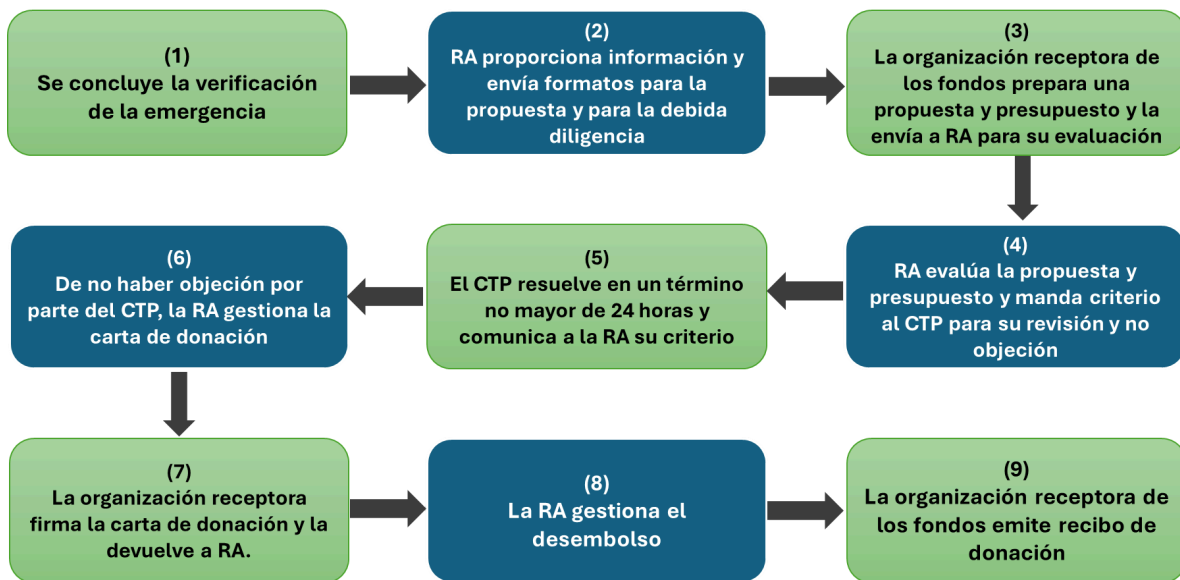 (1)
Se concluye la verificación
de la emergencia
(2)
RA proporciona información y
envía formatos para la
propuesta y para la debida
diligencia
(3)
La organización receptora de
los fondos prepara una
propuesta y presupuesto y la
envía a RA para su evaluación
(4)
RA evalúa la propuesta y
presupuesto y manda criterio
al CTP para su revisión y no
objeción
(5)
El CTP resuelve en un término
no mayor de 24 horas y
comunica a la RA su criterio
(6)
De no haber objeción por
parte del CTP, la RA gestiona la
carta de donación
(7)
La organización receptora
firma la carta de donación y la
devuelve a RA.
(8)
La RA gestiona el
desembolso
(9)
La organización receptora de
los fondos emite recibo de
donación